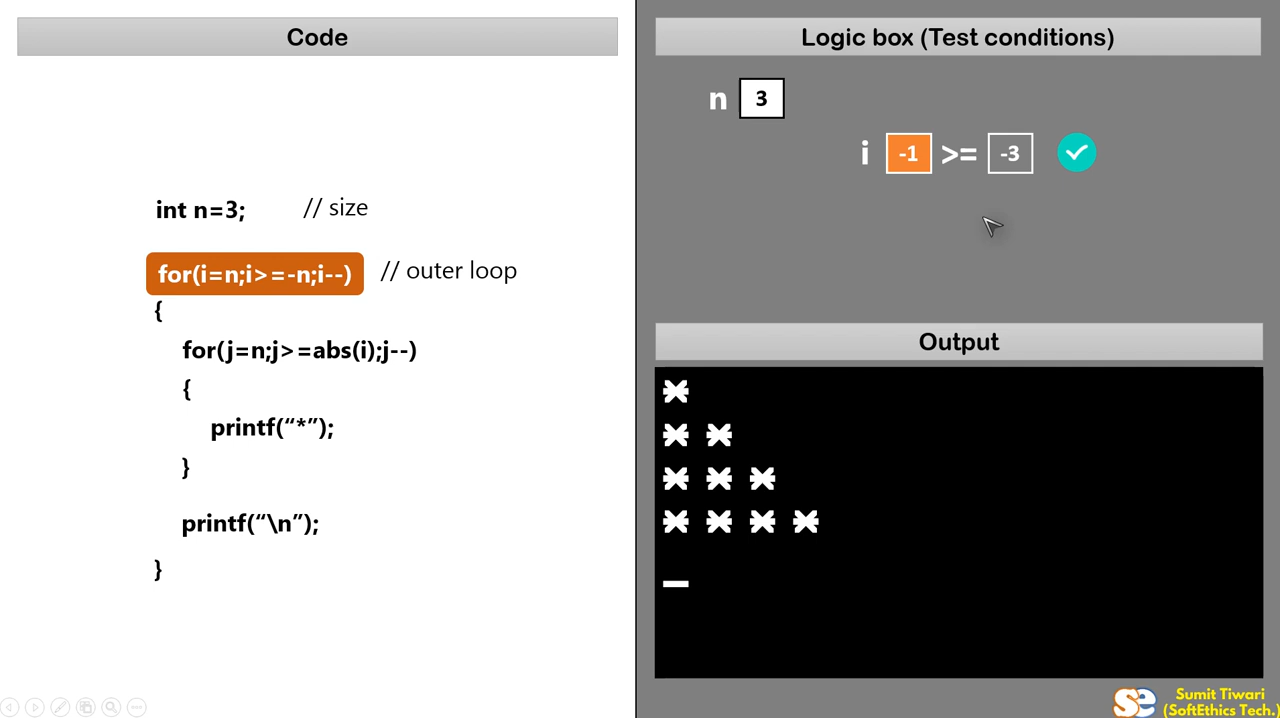 Code
int n=3; // size
for(i=n;i>=-n;i--) // outer loop
{
for(j=n;j>=abs(i);j--)
{
printf(“*”);
}
printf(“\n”);
}
Logic box (Test conditions)
n 3
i -1 >= -3
Output
*
* *
* * *
* * * *
_
se Sumit Tiwari
(SoftEthics Tech.)